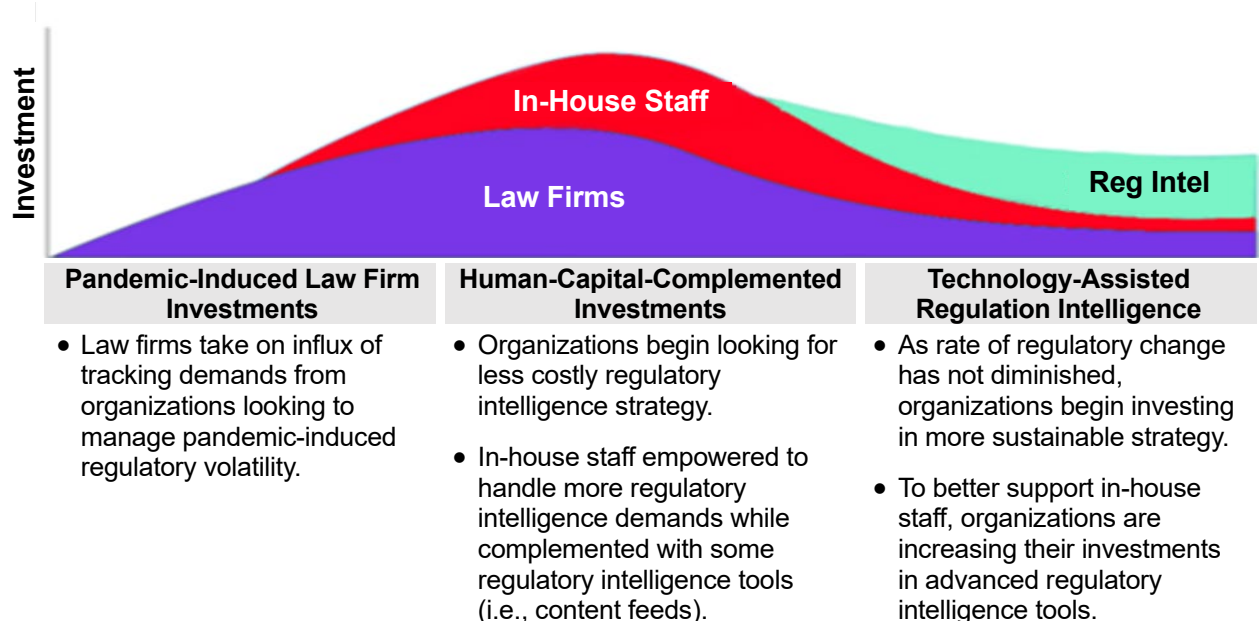 Investment
In-House Staff
Law Firms
Reg Intel
Pandemic-Induced Law Firm
Investments
• Law firms take on influx of
tracking demands from
organizations looking to
manage pandemic-induced
regulatory volatility.
Human-Capital-Complemented
Investments
• Organizations begin looking for
less costly regulatory
intelligence strategy.
• In-house staff empowered to
handle more regulatory
intelligence demands while
complemented with some
regulatory intelligence tools
(i.e., content feeds).
Technology-Assisted
Regulation Intelligence
• As rate of regulatory change
has not diminished,
organizations begin investing
in more sustainable strategy.
• To better support in-house
staff, organizations are
increasing their investments
in advanced regulatory
intelligence tools.